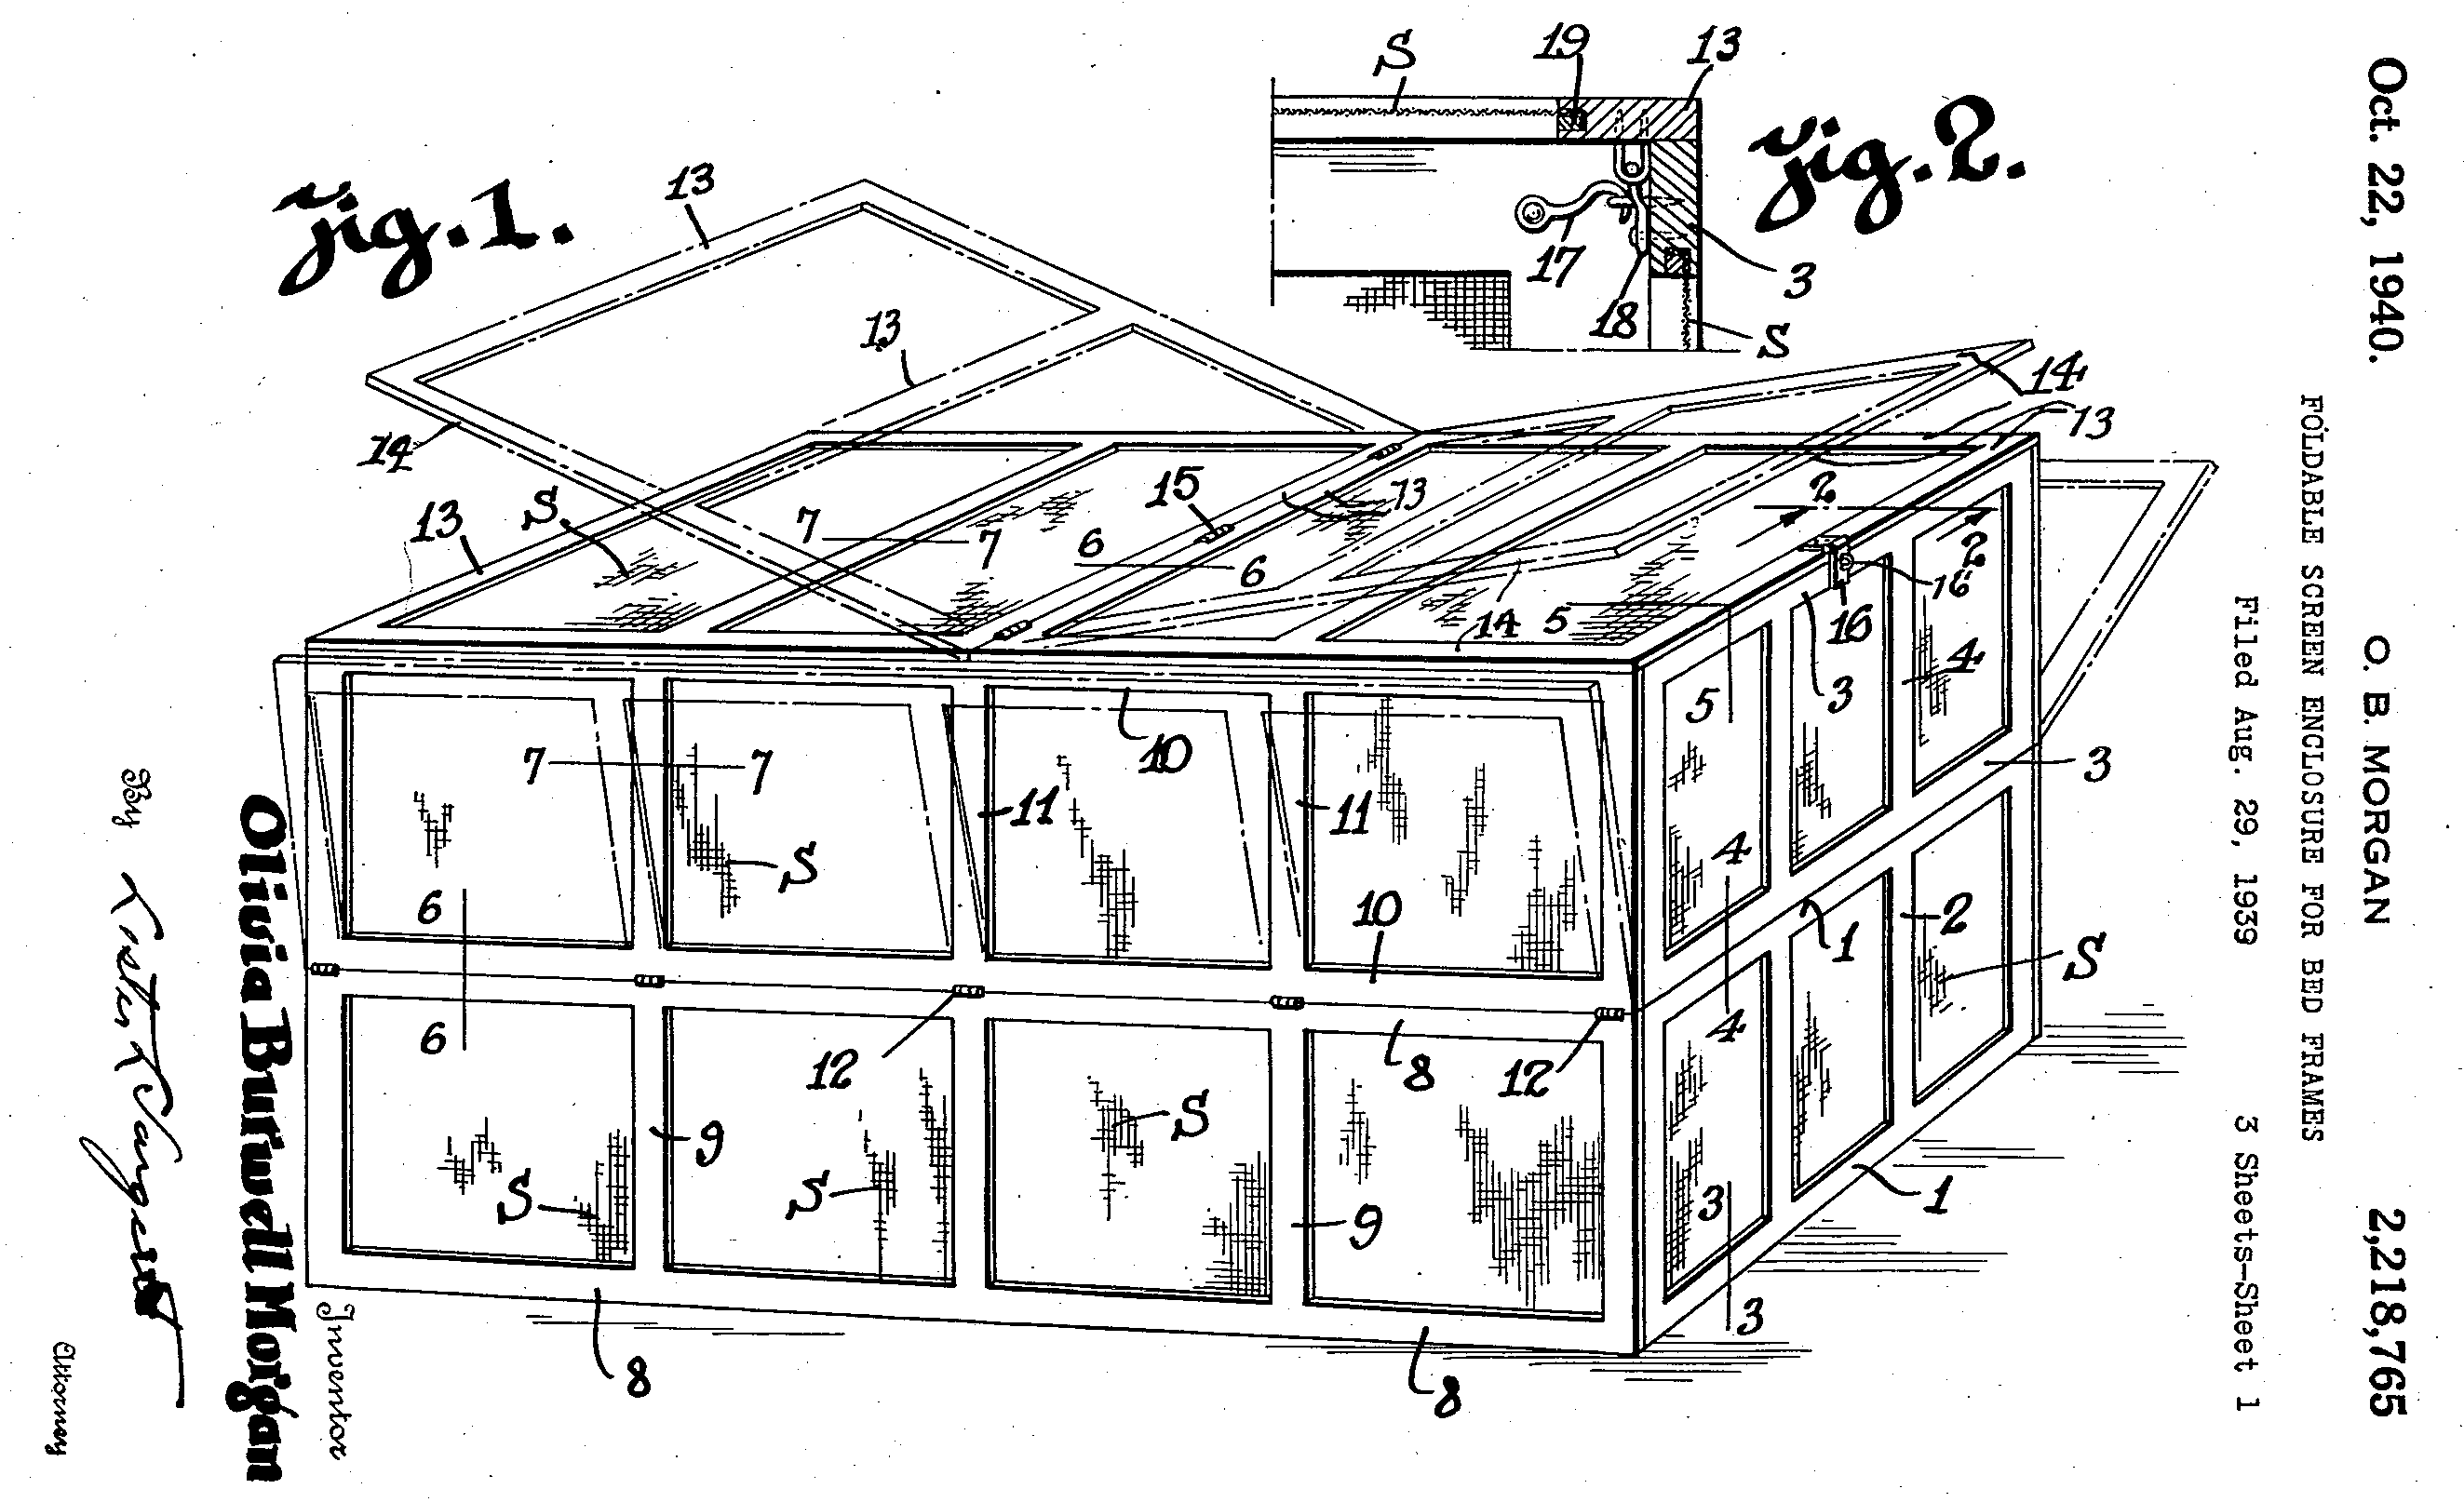 Oct. 22, 1940.
O. B. MORGAN
2,218,765
FOLDABLE SCREEN ENCLOSURE FOR BED FRAMES
Filed Aug. 29, 1939
3 Sheets-Sheet 1
Fig. 1.
13
13
14
13
S
7
7
15
6
6
13
14
13
14
14
2
2
5
5
16
16
3
4
4
4
3
3
3
1
2
S
1
10
7
7
11
11
S
6
6
10
12
8
12
9
S
S
S
9
8
8
Fig. 2.
S
19
13
17
18
3
S
Inventor
Olivia Burwell Morgan
By
Attorney